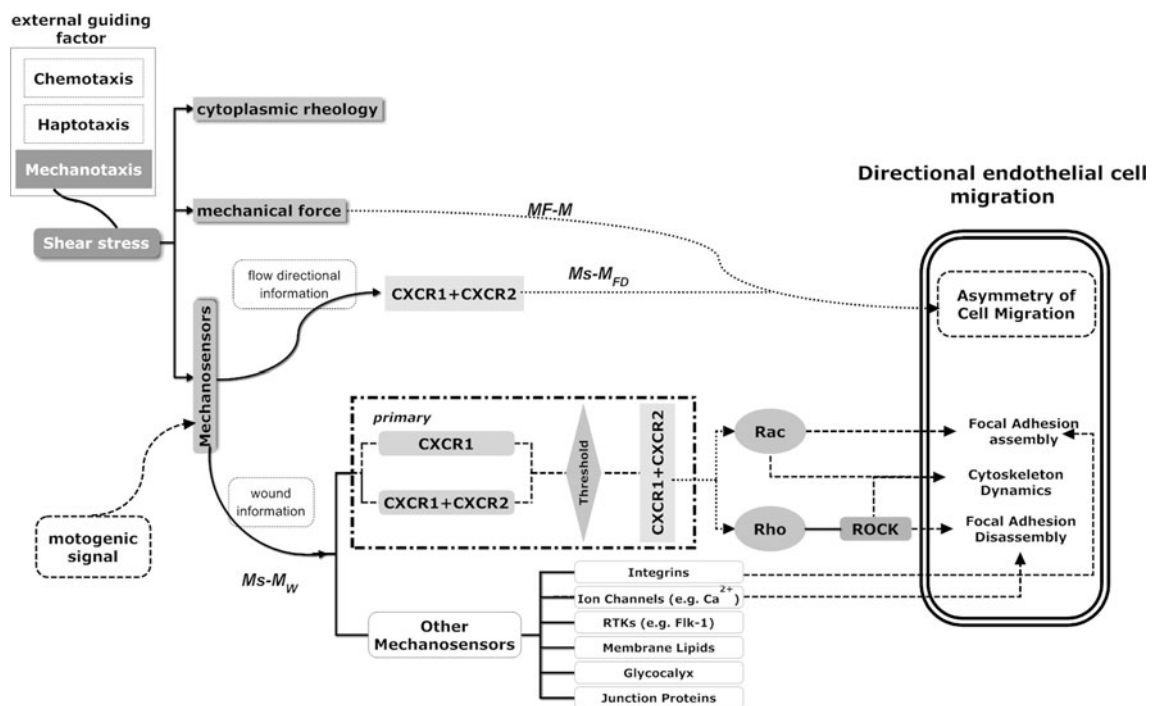 external guiding
factor
Chemotaxis
Haptotaxis
Mechanotaxis
Shear stress
cytoplasmic rheology
mechanical force
MF-M
flow directional
information
CXCR1+CXCR2
Ms-M_FD
Mechanosensors
motogenic
signal
wound
information
Ms-M_W
primary
CXCR1
CXCR1+CXCR2
Threshold
CXCR1+CXCR2
Rac
Rho
ROCK
Other
Mechanosensors
Integrins
Ion Channels (e.g. Ca²⁺)
RTKs (e.g. Flk-1)
Membrane Lipids
Glycocalyx
Junction Proteins
Directional endothelial cell
migration
Asymmetry of
Cell Migration
Focal Adhesion
assembly
Cytoskeleton
Dynamics
Focal Adhesion
Disassembly